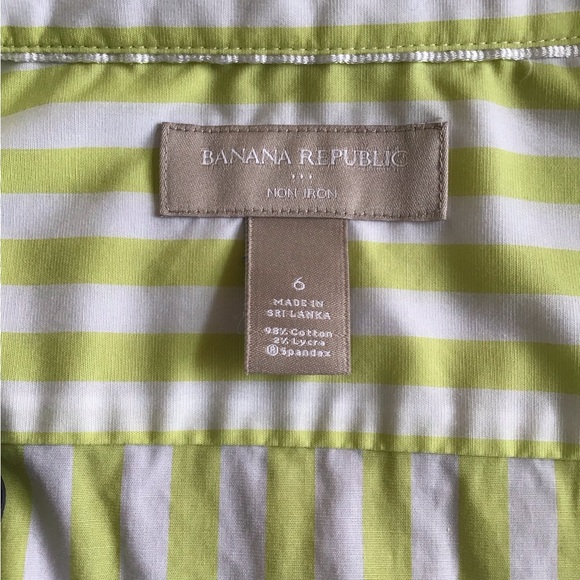 BANANA REPUBLIC
...
NON-IRON
6
MADE IN
SRI LANKA
98% Cotton
2% Lycra
® Spandex